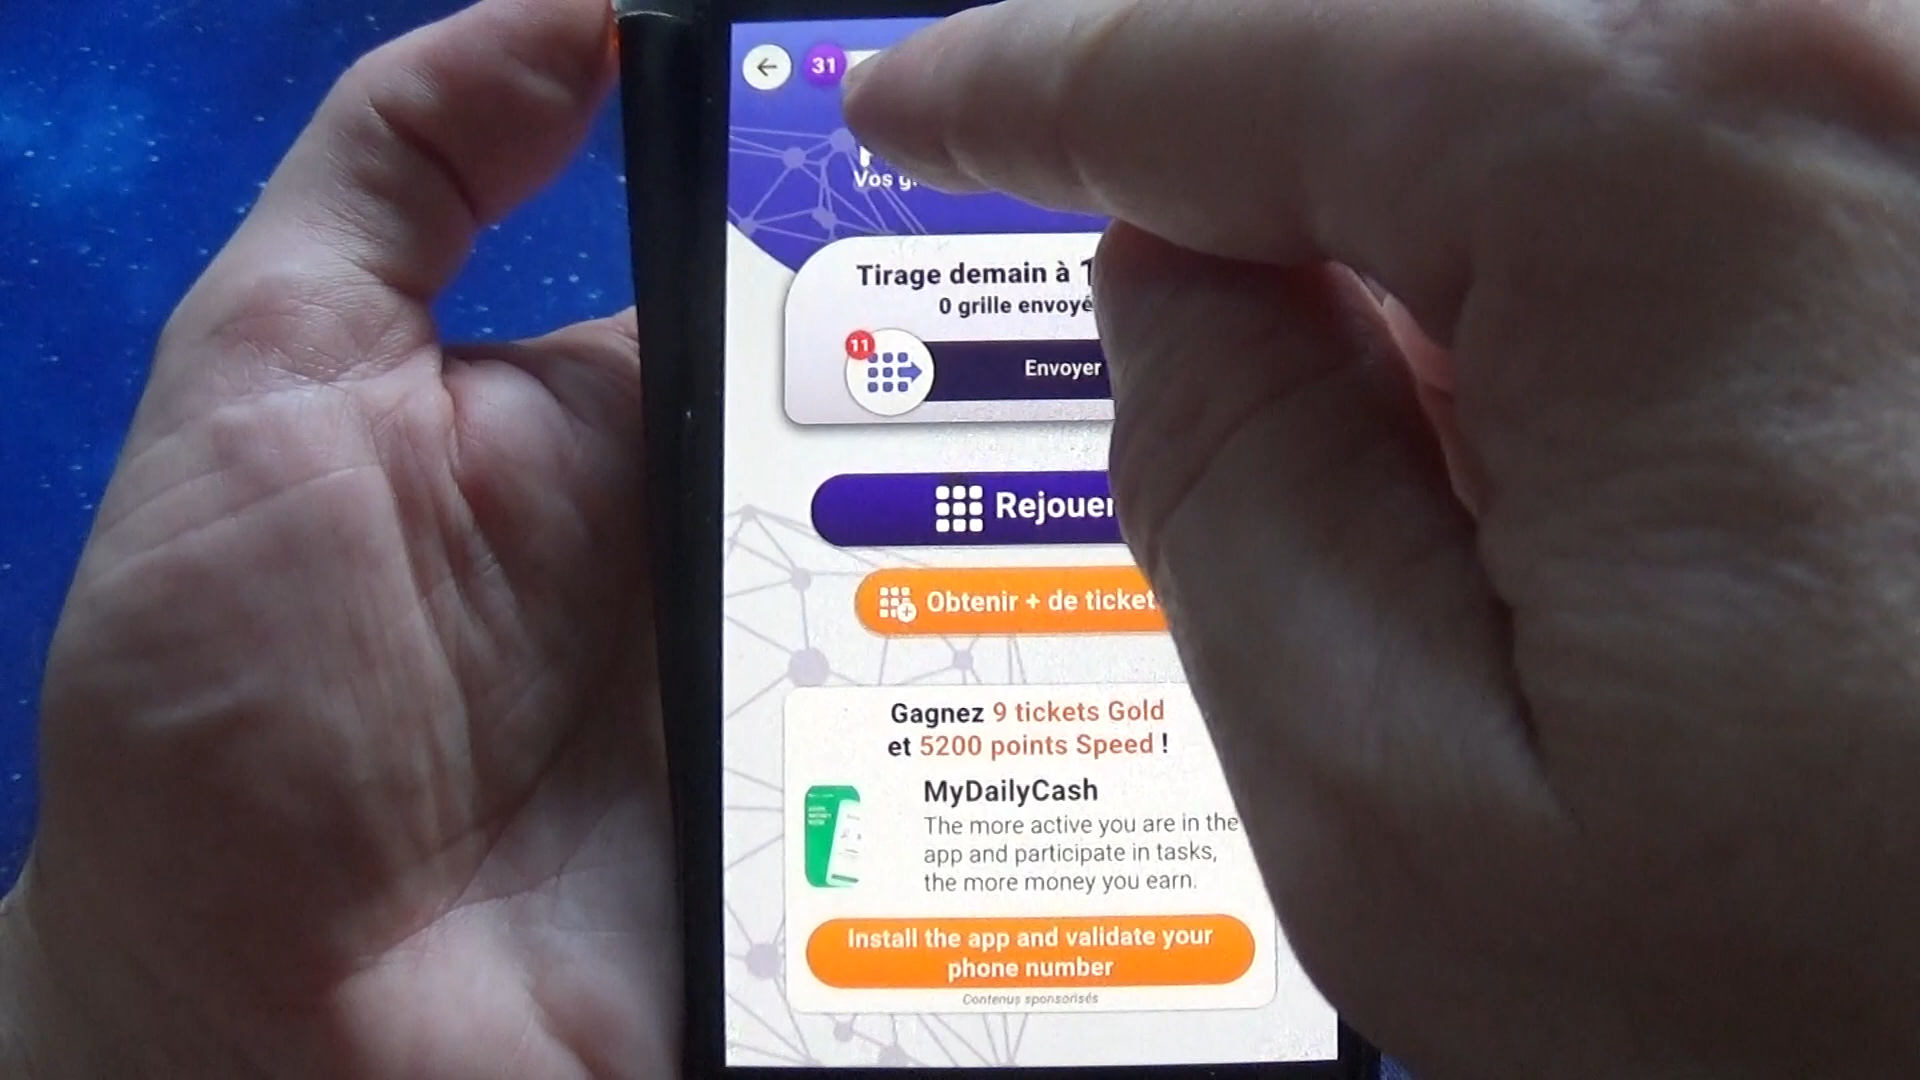 31
Vos
Tirage demain à
0 grille envoyé
11
Envoyer
Rejouer
Obtenir + de ticket
Gagnez 9 tickets Gold
et 5200 points Speed !
MyDailyCash
The more active you are in the
app and participate in tasks,
the more money you earn.
Install the app and validate your
phone number
Contenus sponsorisés